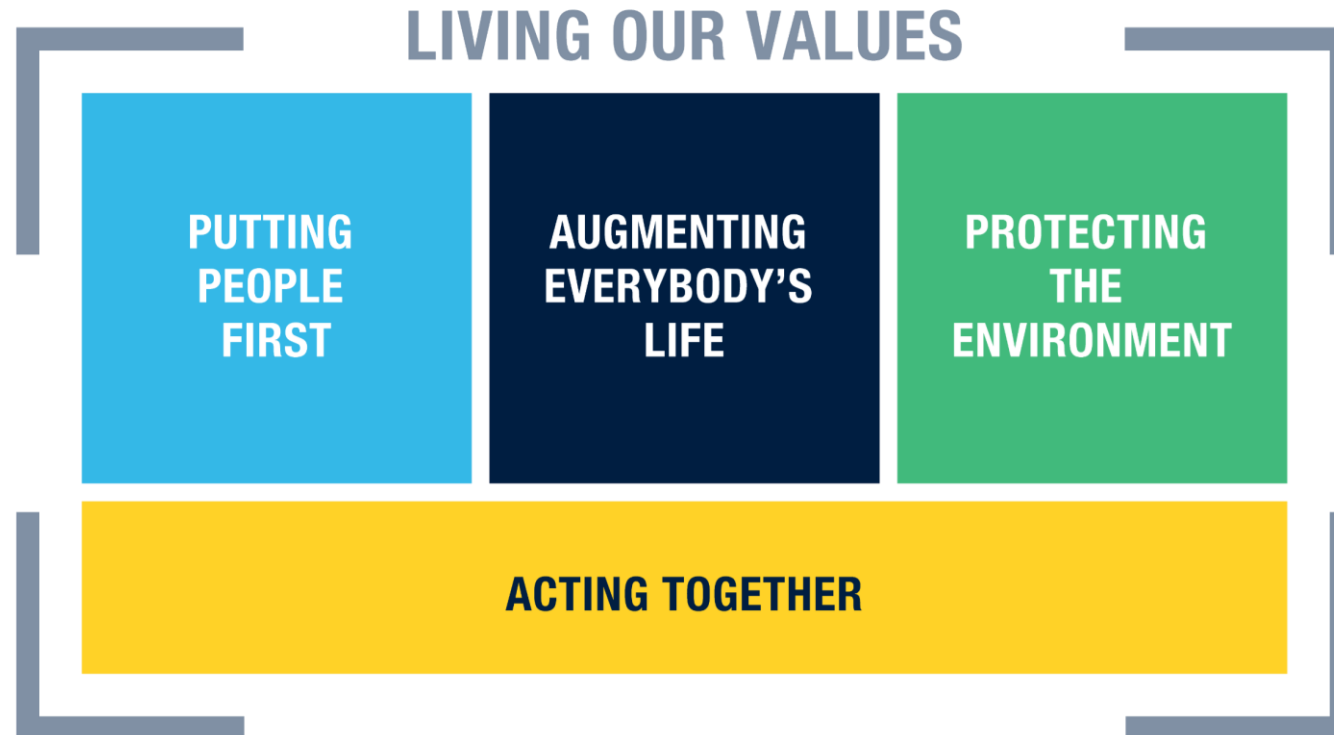 LIVING OUR VALUES
PUTTING
PEOPLE
FIRST
AUGMENTING
EVERYBODY’S
LIFE
PROTECTING
THE
ENVIRONMENT
ACTING TOGETHER